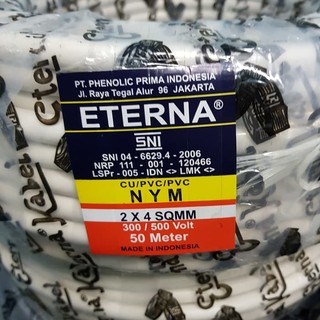 PT. PHENOLIC PRIMA INDONESIA
Jl. Raya Tegal Alur 96 JAKARTA
ETERNA®
SNI
SNI 04 - 6629.4 - 2006
NRP 111 - 001 - 120466
LSPr - 005 - IDN <> LMK <>
CU/PVC/PVC
N Y M
2 X 4 SQMM
300 / 500 Volt
50 Meter
MADE IN INDONESIA
Kabel
Eterna